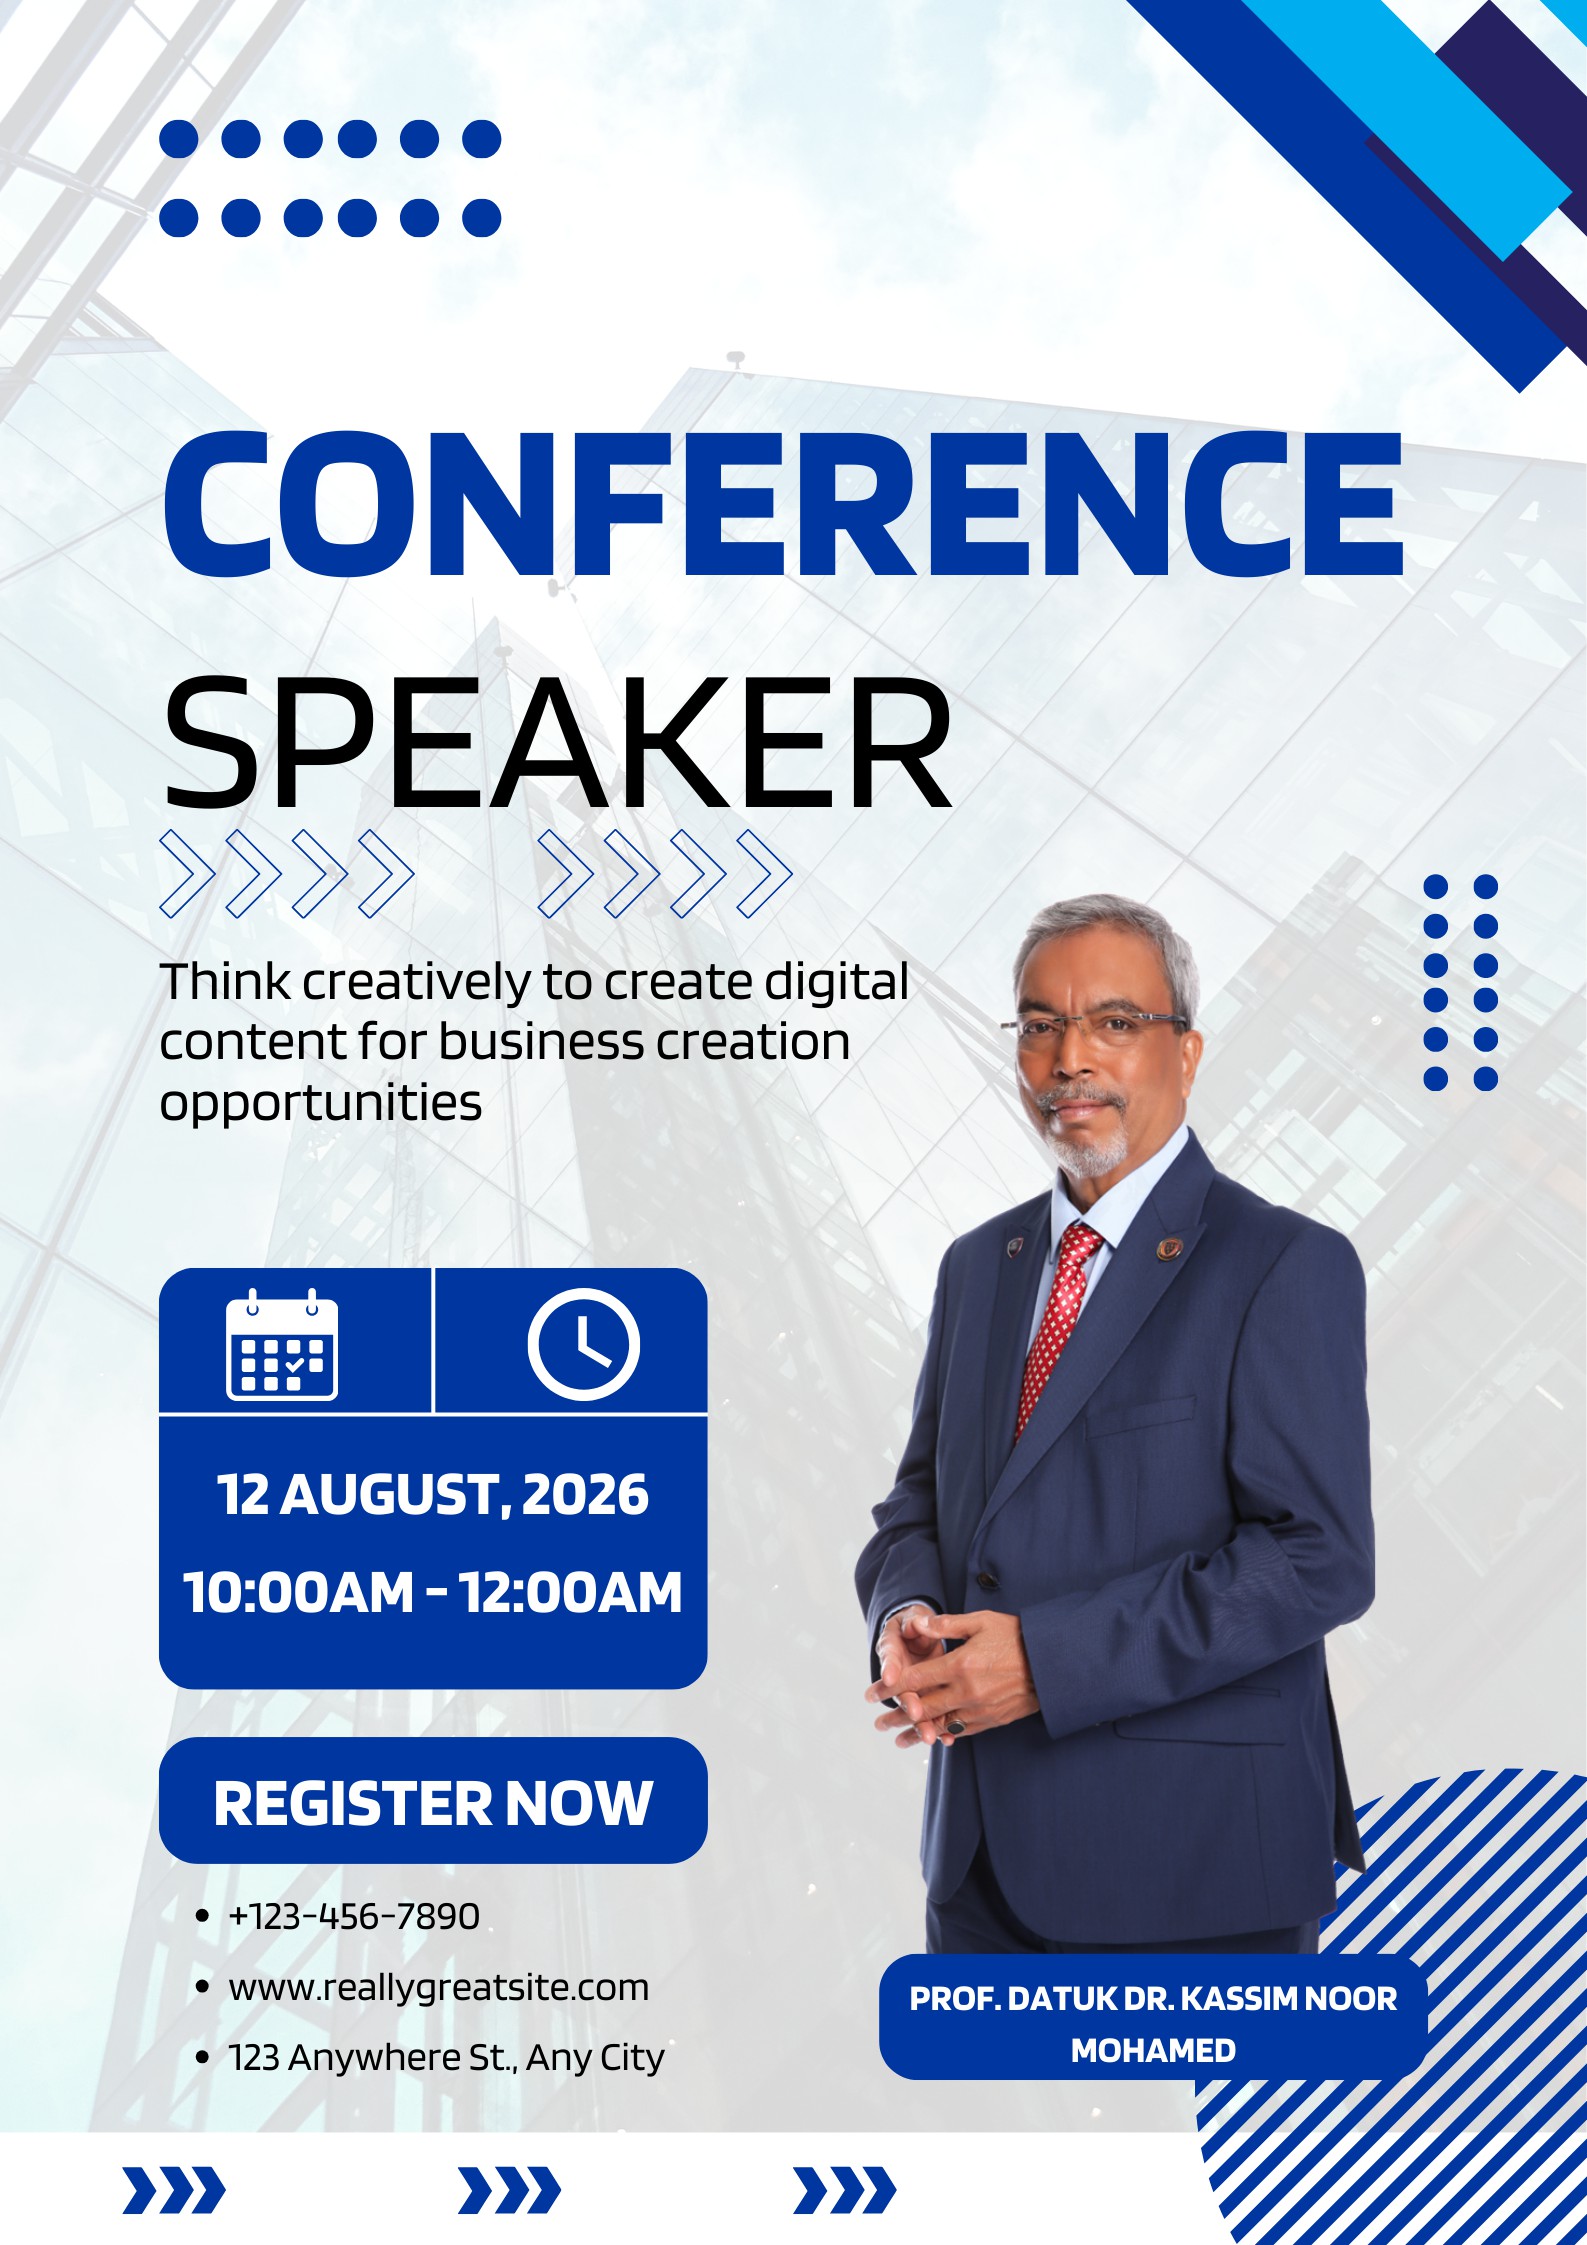 CONFERENCE
SPEAKER
Think creatively to create digital
content for business creation
opportunities
12 AUGUST, 2026
10:00AM - 12:00AM
REGISTER NOW
+123-456-7890
www.reallygreatsite.com
123 Anywhere St., Any City
PROF. DATUK DR. KASSIM NOOR
MOHAMED